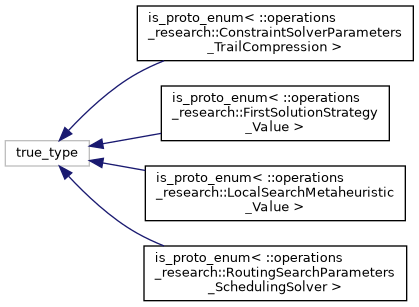 is_proto_enum< ::operations
_research::ConstraintSolverParameters
_TrailCompression >
is_proto_enum< ::operations
_research::FirstSolutionStrategy
_Value >
true_type
is_proto_enum< ::operations
_research::LocalSearchMetaheuristic
_Value >
is_proto_enum< ::operations
_research::RoutingSearchParameters
_SchedulingSolver >